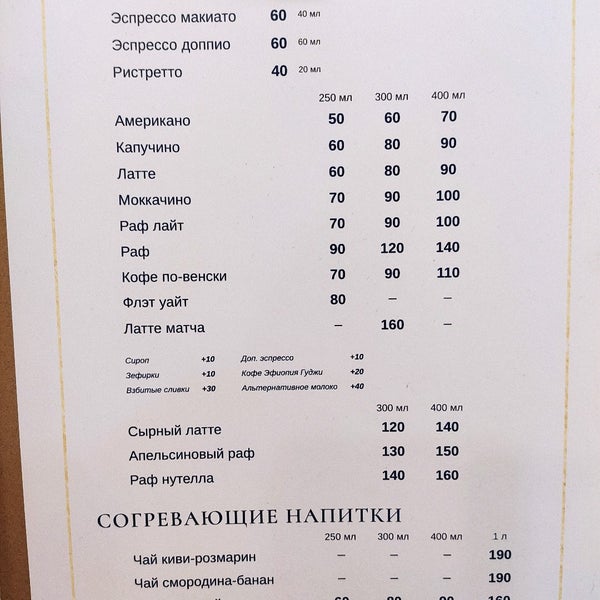 Эспрессо макиато 60 40 мл
Эспрессо доппио 60 60 мл
Ристретто 40 20 мл
250 мл 300 мл 400 мл
Американо 50 60 70
Капучино 60 80 90
Латте 60 80 90
Моккачино 70 90 100
Раф лайт 70 90 100
Раф 90 120 140
Кофе по-венски 70 90 110
Флэт уайт 80 – –
Латте матча – 160 –
Сироп +10 Доп. эспрессо +10
Зефирки +10 Кофе Эфиопия Гуджи +20
Взбитые сливки +30 Альтернативное молоко +40
300 мл 400 мл
Сырный латте 120 140
Апельсиновый раф 130 150
Раф нутелла 140 160
СОГРЕВАЮЩИЕ НАПИТКИ
250 мл 300 мл 400 мл 1 л
Чай киви-розмарин – – – 190
Чай смородина-банан – – – 190
60 80 90 160